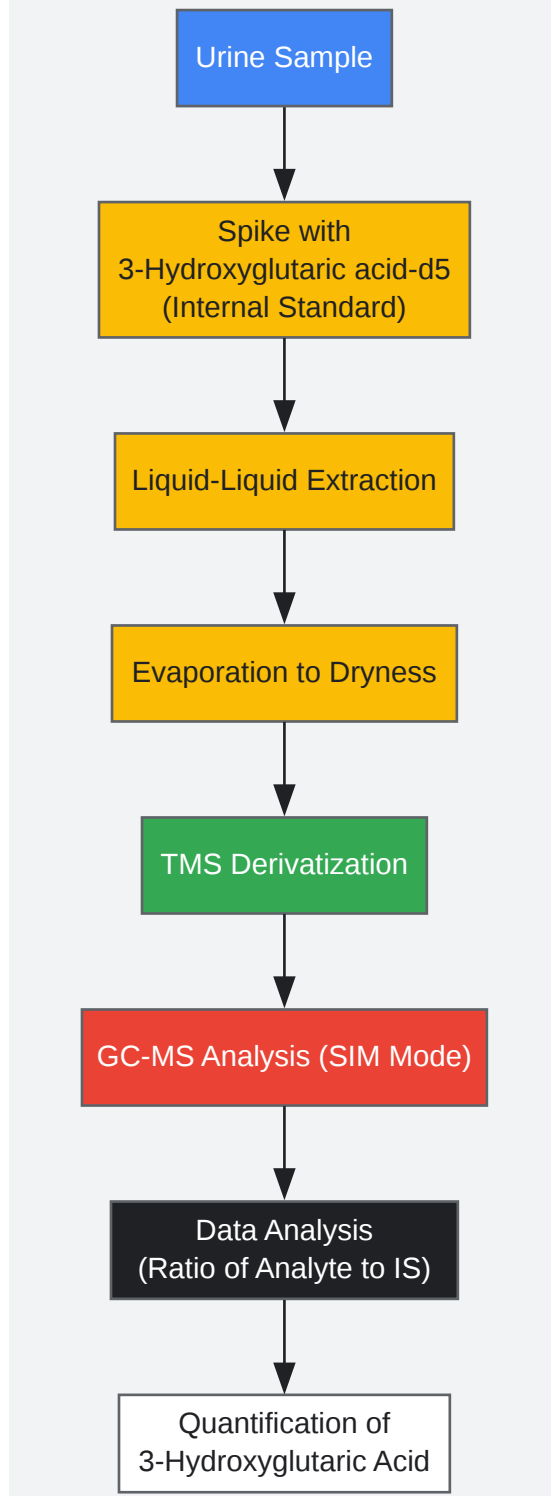 Urine Sample
Spike with
3-Hydroxyglutaric acid-d5
(Internal Standard)
Liquid-Liquid Extraction
Evaporation to Dryness
TMS Derivatization
GC-MS Analysis (SIM Mode)
Data Analysis
(Ratio of Analyte to IS)
Quantification of
3-Hydroxyglutaric Acid